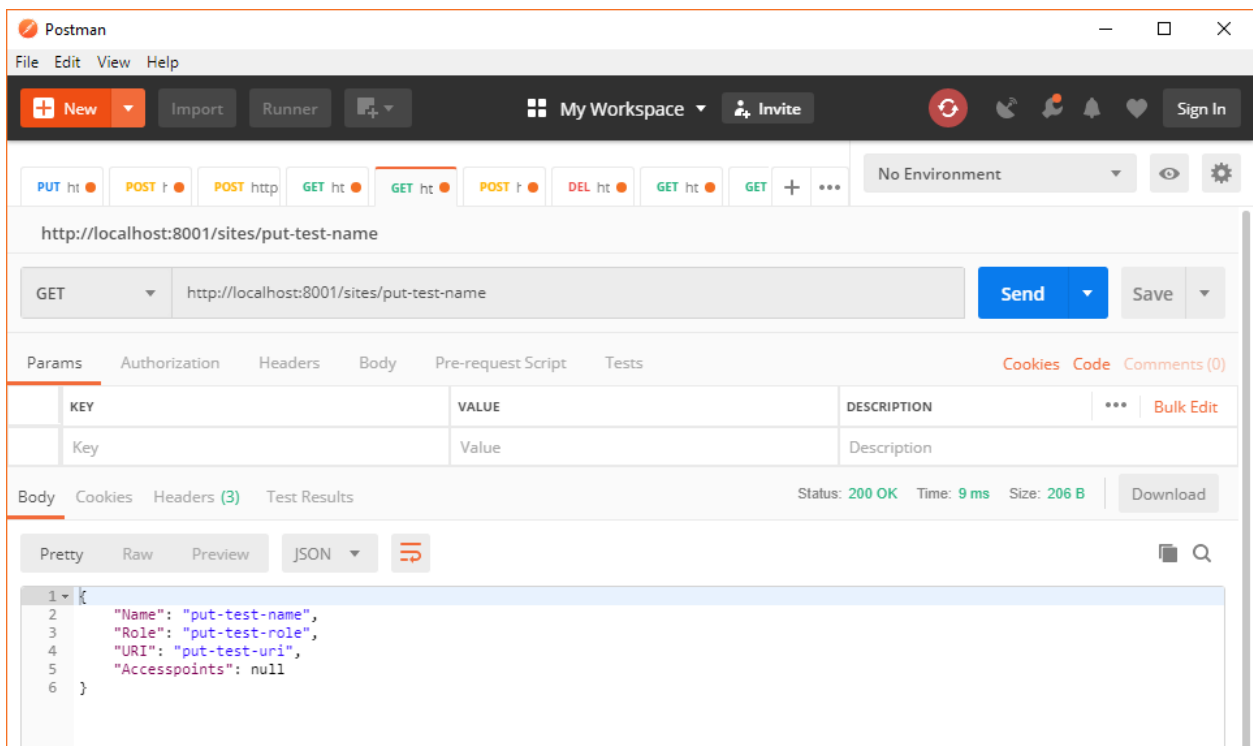 Postman
File Edit View Help
New Import Runner My Workspace Invite Sign In
PUT ht POST h POST http GET ht GET ht POST h DEL ht GET ht GET + ••• No Environment
http://localhost:8001/sites/put-test-name
GET http://localhost:8001/sites/put-test-name Send Save
Params Authorization Headers Body Pre-request Script Tests Cookies Code Comments (0)
KEY VALUE DESCRIPTION ••• Bulk Edit
Key Value Description
Body Cookies Headers (3) Test Results Status: 200 OK Time: 9 ms Size: 206 B Download
Pretty Raw Preview JSON
1 {
2 "Name": "put-test-name",
3 "Role": "put-test-role",
4 "URI": "put-test-uri",
5 "Accesspoints": null
6 }